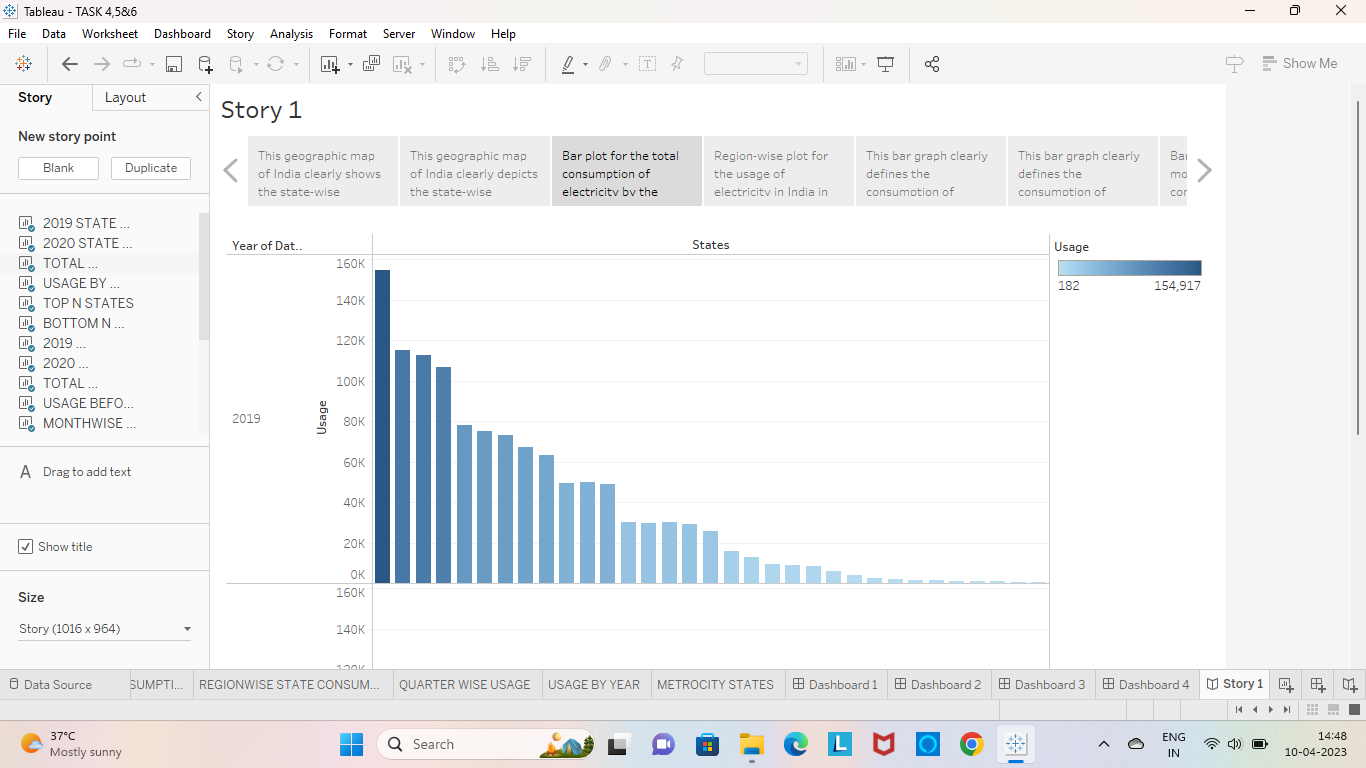 Tableau - TASK 4,5&6
File Data Worksheet Dashboard Story Analysis Format Server Window Help
Show Me
Story Layout
New story point
Blank Duplicate
2019 STATE ...
2020 STATE ...
TOTAL ...
USAGE BY ...
TOP N STATES
BOTTOM N ...
2019 ...
2020 ...
TOTAL ...
USAGE BEFO...
MONTHWISE ...
A Drag to add text
Show title
Size
Story (1016 x 964)
Story 1
This geographic map
of India clearly shows
the state-wise
This geographic map
of India clearly depicts
the state-wise
Bar plot for the total
consumption of
electricity by the
Region-wise plot for
the usage of
electricity in India in
This bar graph clearly
defines the
consumption of
This bar graph clearly
defines the
consumption of
Bar
mo
con
Year of Dat.. States
160K
140K
120K
100K
80K
60K
40K
20K
0K
Usage
2019
160K
140K
120K
Usage
182 154,917
Data Source SUMPTI... REGIONWISE STATE CONSUM... QUARTER WISE USAGE USAGE BY YEAR METROCITY STATES Dashboard 1 Dashboard 2 Dashboard 3 Dashboard 4 Story 1
37°C
Mostly sunny
Search
L
ENG
IN
14:48
10-04-2023